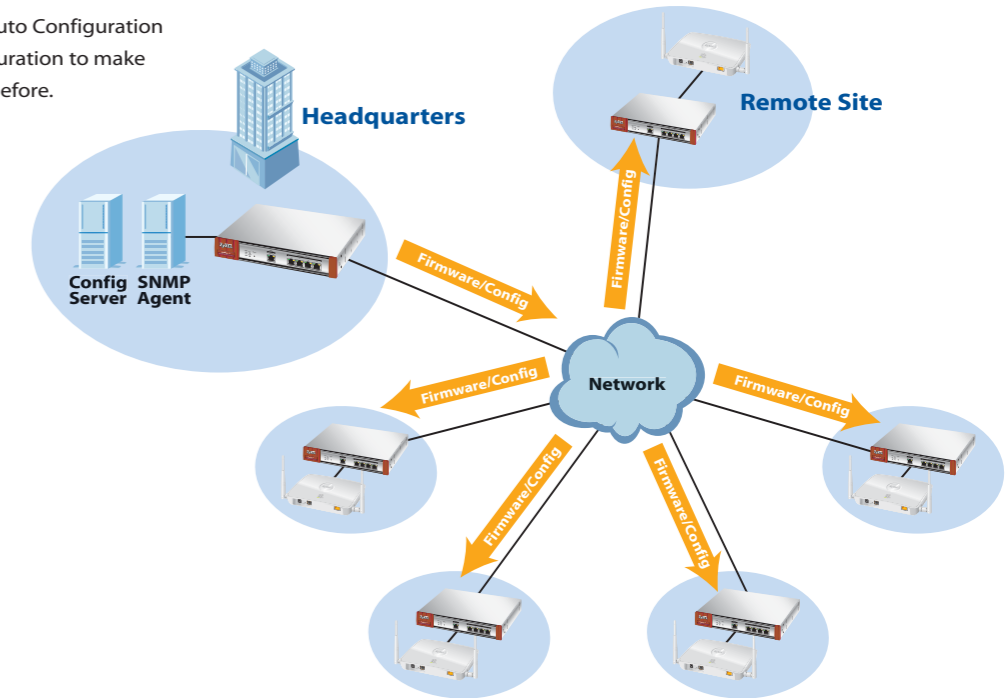 uto Configuration
uration to make
efore.
Headquarters
Remote Site
Config
Server
SNMP
Agent
Firmware/Config
Firmware/Config
Network
Firmware/Config
Firmware/Config
Firmware/Config
Firmware/Config